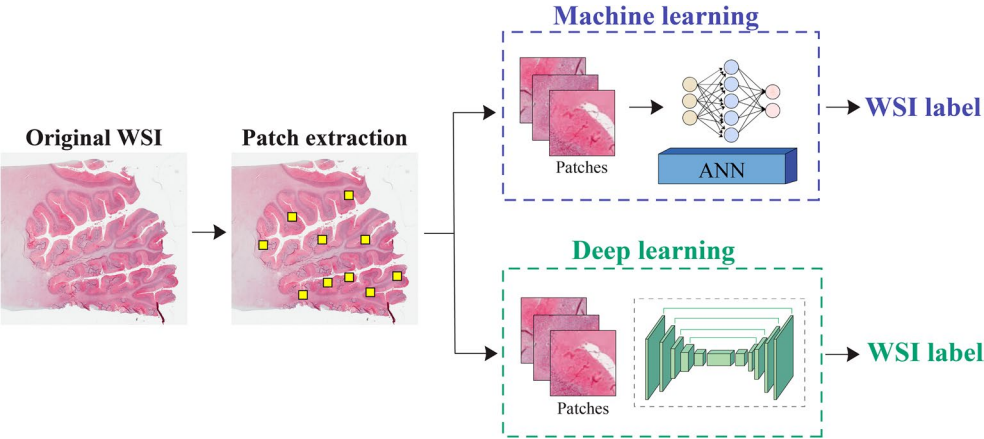 Machine learning
Original WSI
Patch extraction
Patches
ANN
WSI label
Deep learning
Patches
WSI label